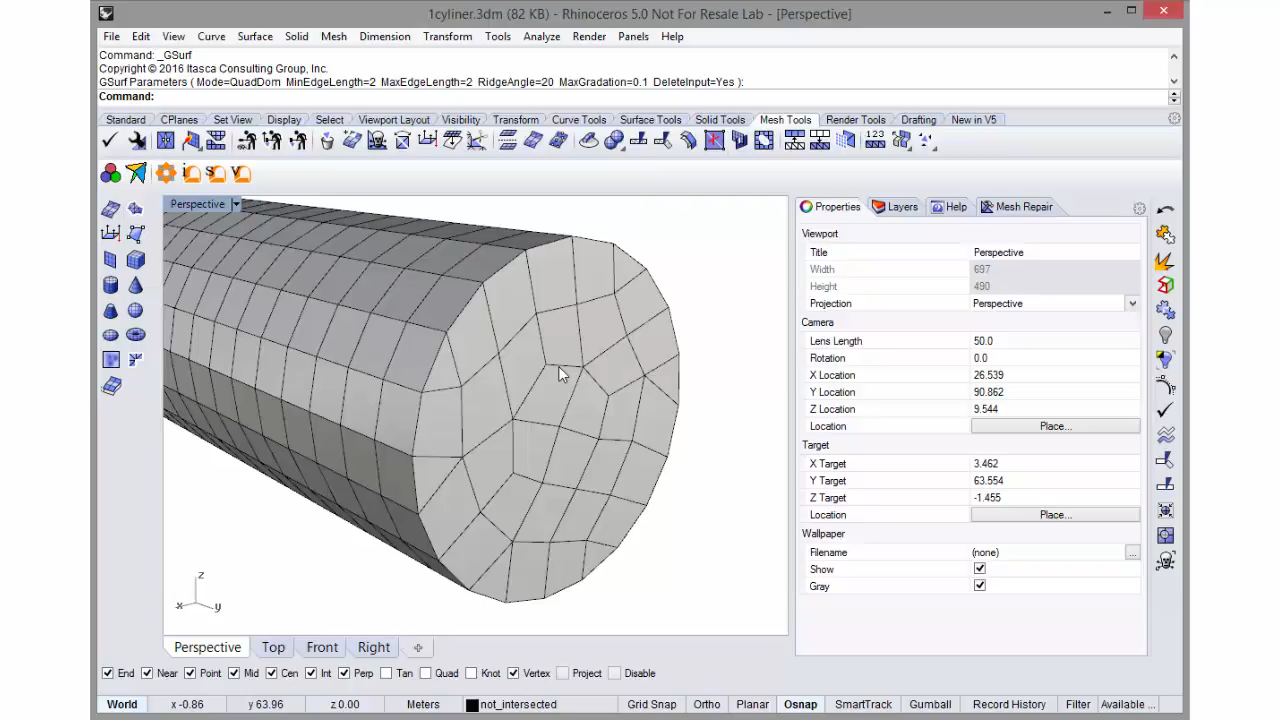 1cyliner.3dm (82 KB) - Rhinoceros 5.0 Not For Resale Lab - [Perspective]
File Edit View Curve Surface Solid Mesh Dimension Transform Tools Analyze Render Panels Help
Command: _GSurf
Copyright © 2016 Itasca Consulting Group, Inc.
GSurf Parameters ( Mode=QuadDom MinEdgeLength=2 MaxEdgeLength=2 RidgeAngle=20 MaxGradation=0.1 DeleteInput=Yes ):
Command:
Standard CPlanes Set View Display Select Viewport Layout Visibility Transform Curve Tools Surface Tools Solid Tools Mesh Tools Render Tools Drafting New in V5
123
i S V
Perspective
Properties Layers Help Mesh Repair
Viewport
Title Perspective
Width 697
Height 490
Projection Perspective
Camera
Lens Length 50.0
Rotation 0.0
X Location 26.539
Y Location 90.862
Z Location 9.544
Location Place...
Target
X Target 3.462
Y Target 63.554
Z Target -1.455
Location Place...
Wallpaper
Filename (none) ...
Show
Gray
z
x y
Perspective Top Front Right
End Near Point Mid Cen Int Perp Tan Quad Knot Vertex Project Disable
World x -0.86 y 63.96 z 0.00 Meters not_intersected Grid Snap Ortho Planar Osnap SmartTrack Gumball Record History Filter Available ...